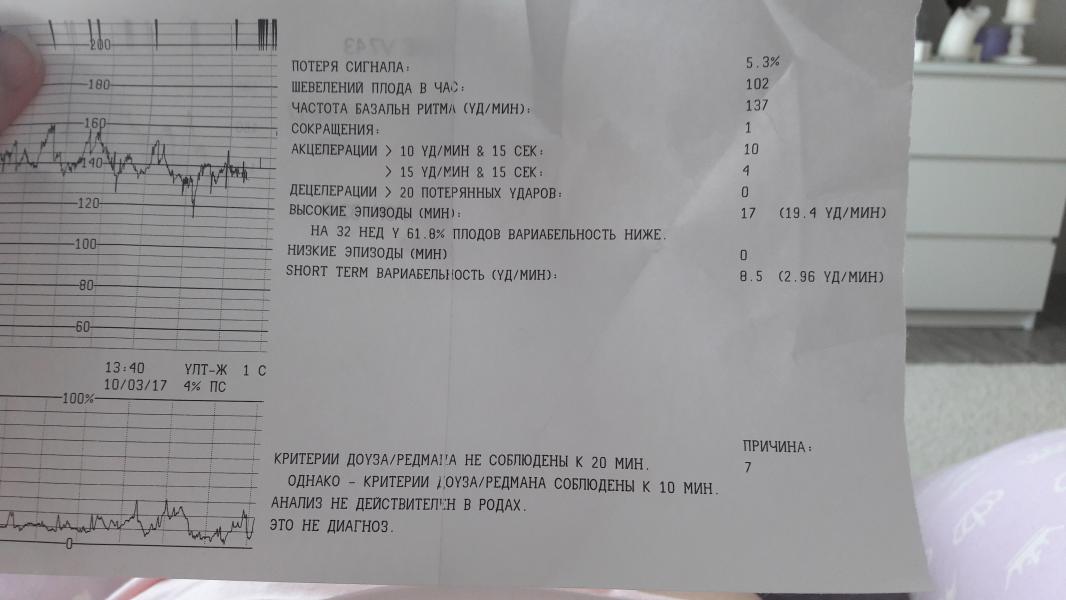 200
180
160
140
120
100
80
60
13:40 УЛТ-Ж 1 С
10/03/17 4% ПС
100%
0
ПОТЕРЯ СИГНАЛА: 5.3%
ШЕВЕЛЕНИЙ ПЛОДА В ЧАС: 102
ЧАСТОТА БАЗАЛЬН РИТМА (УД/МИН): 137
СОКРАЩЕНИЯ: 1
АКЦЕЛЕРАЦИИ > 10 УД/МИН & 15 СЕК: 10
> 15 УД/МИН & 15 СЕК: 4
ДЕЦЕЛЕРАЦИИ > 20 ПОТЕРЯННЫХ УДАРОВ: 0
ВЫСОКИЕ ЭПИЗОДЫ (МИН): 17 (19.4 УД/МИН)
НА 32 НЕД У 61.8% ПЛОДОВ ВАРИАБЕЛЬНОСТЬ НИЖЕ.
НИЗКИЕ ЭПИЗОДЫ (МИН) 0
SHORT TERM ВАРИАБЕЛЬНОСТЬ (УД/МИН): 8.5 (2.96 УД/МИН)
ПРИЧИНА:
КРИТЕРИИ ДОУЗА/РЕДМАНА НЕ СОБЛЮДЕНЫ К 20 МИН. 7
ОДНАКО - КРИТЕРИИ ДОУЗА/РЕДМАНА СОБЛЮДЕНЫ К 10 МИН.
АНАЛИЗ НЕ ДЕЙСТВИТЕЛЕН В РОДАХ.
ЭТО НЕ ДИАГНОЗ.